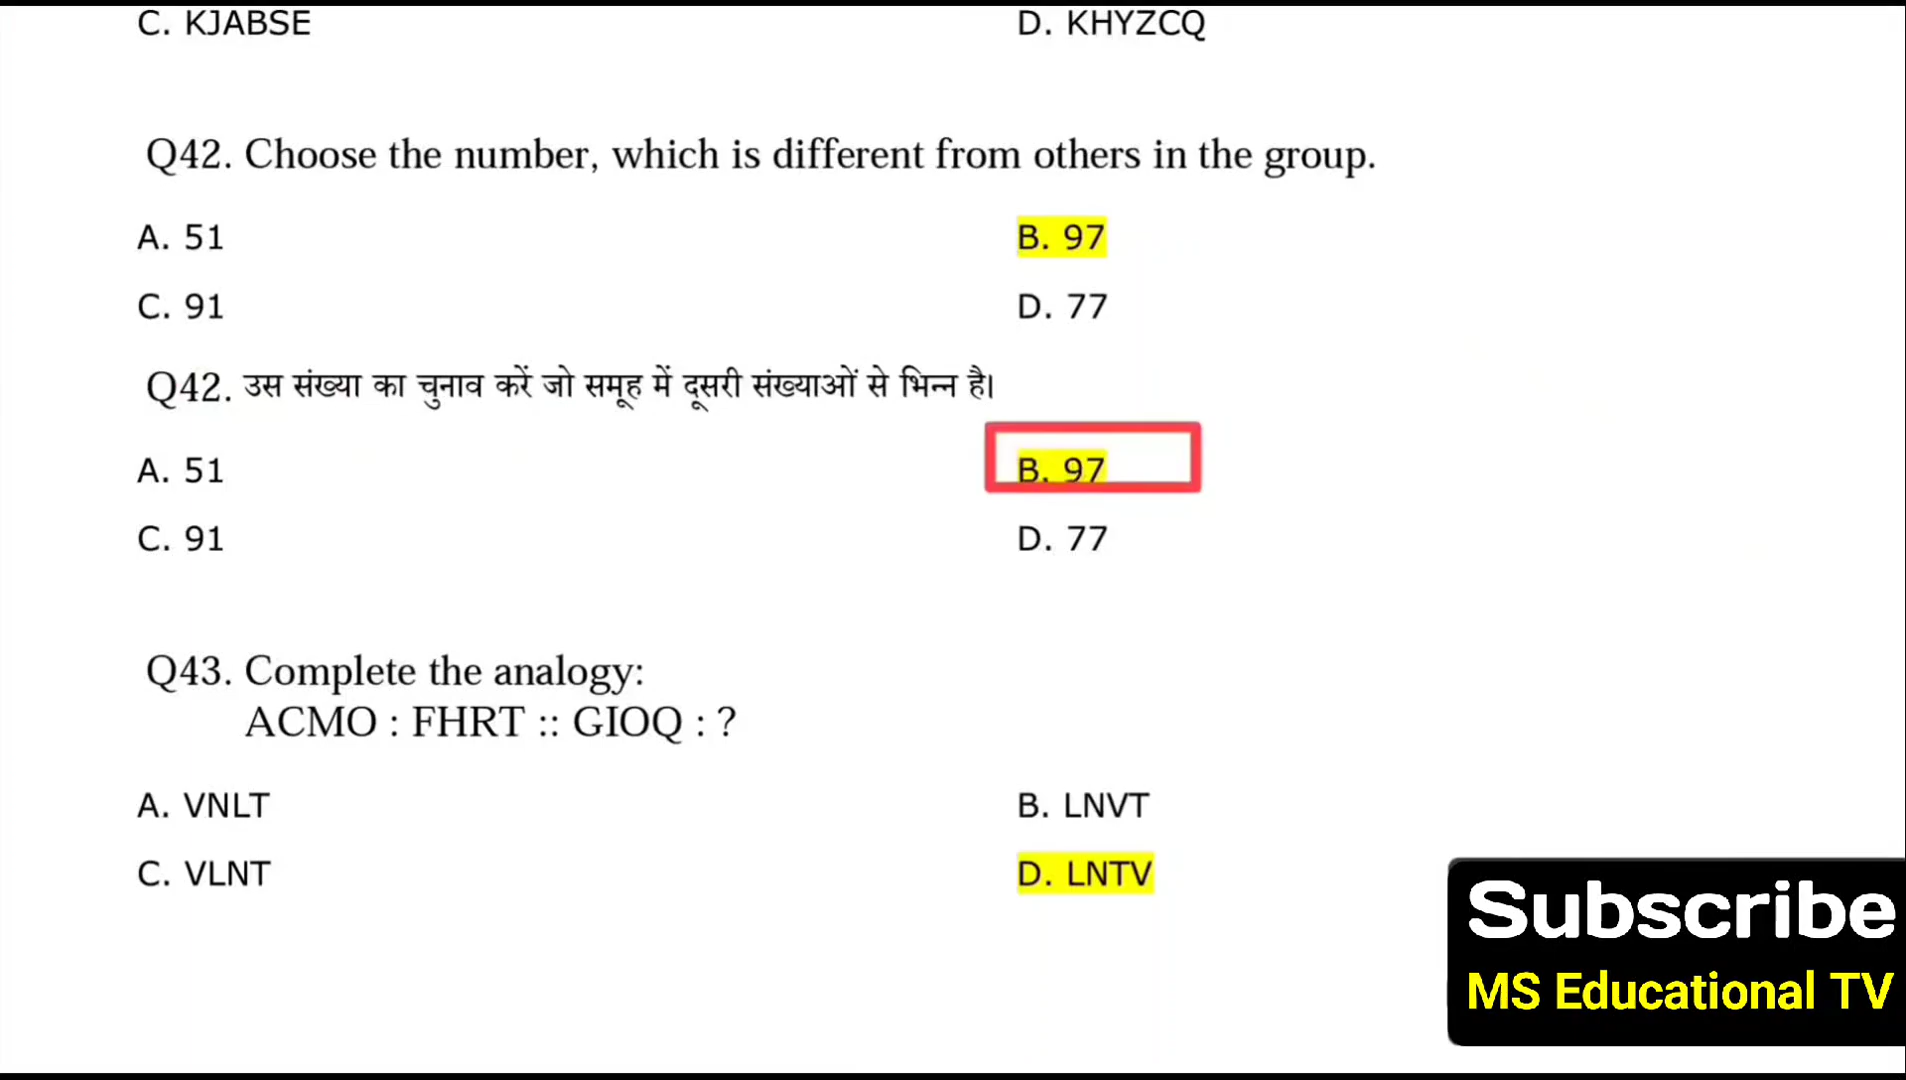 C. KJABSE D. KHYZCQ
Q42. Choose the number, which is different from others in the group.
A. 51 B. 97
C. 91 D. 77
Q42. उस संख्या का चुनाव करें जो समूह में दूसरी संख्याओं से भिन्न है।
A. 51 B. 97
C. 91 D. 77
Q43. Complete the analogy:
ACMO : FHRT :: GIOQ : ?
A. VNLT B. LNVT
C. VLNT D. LNTV
Subscribe
MS Educational TV